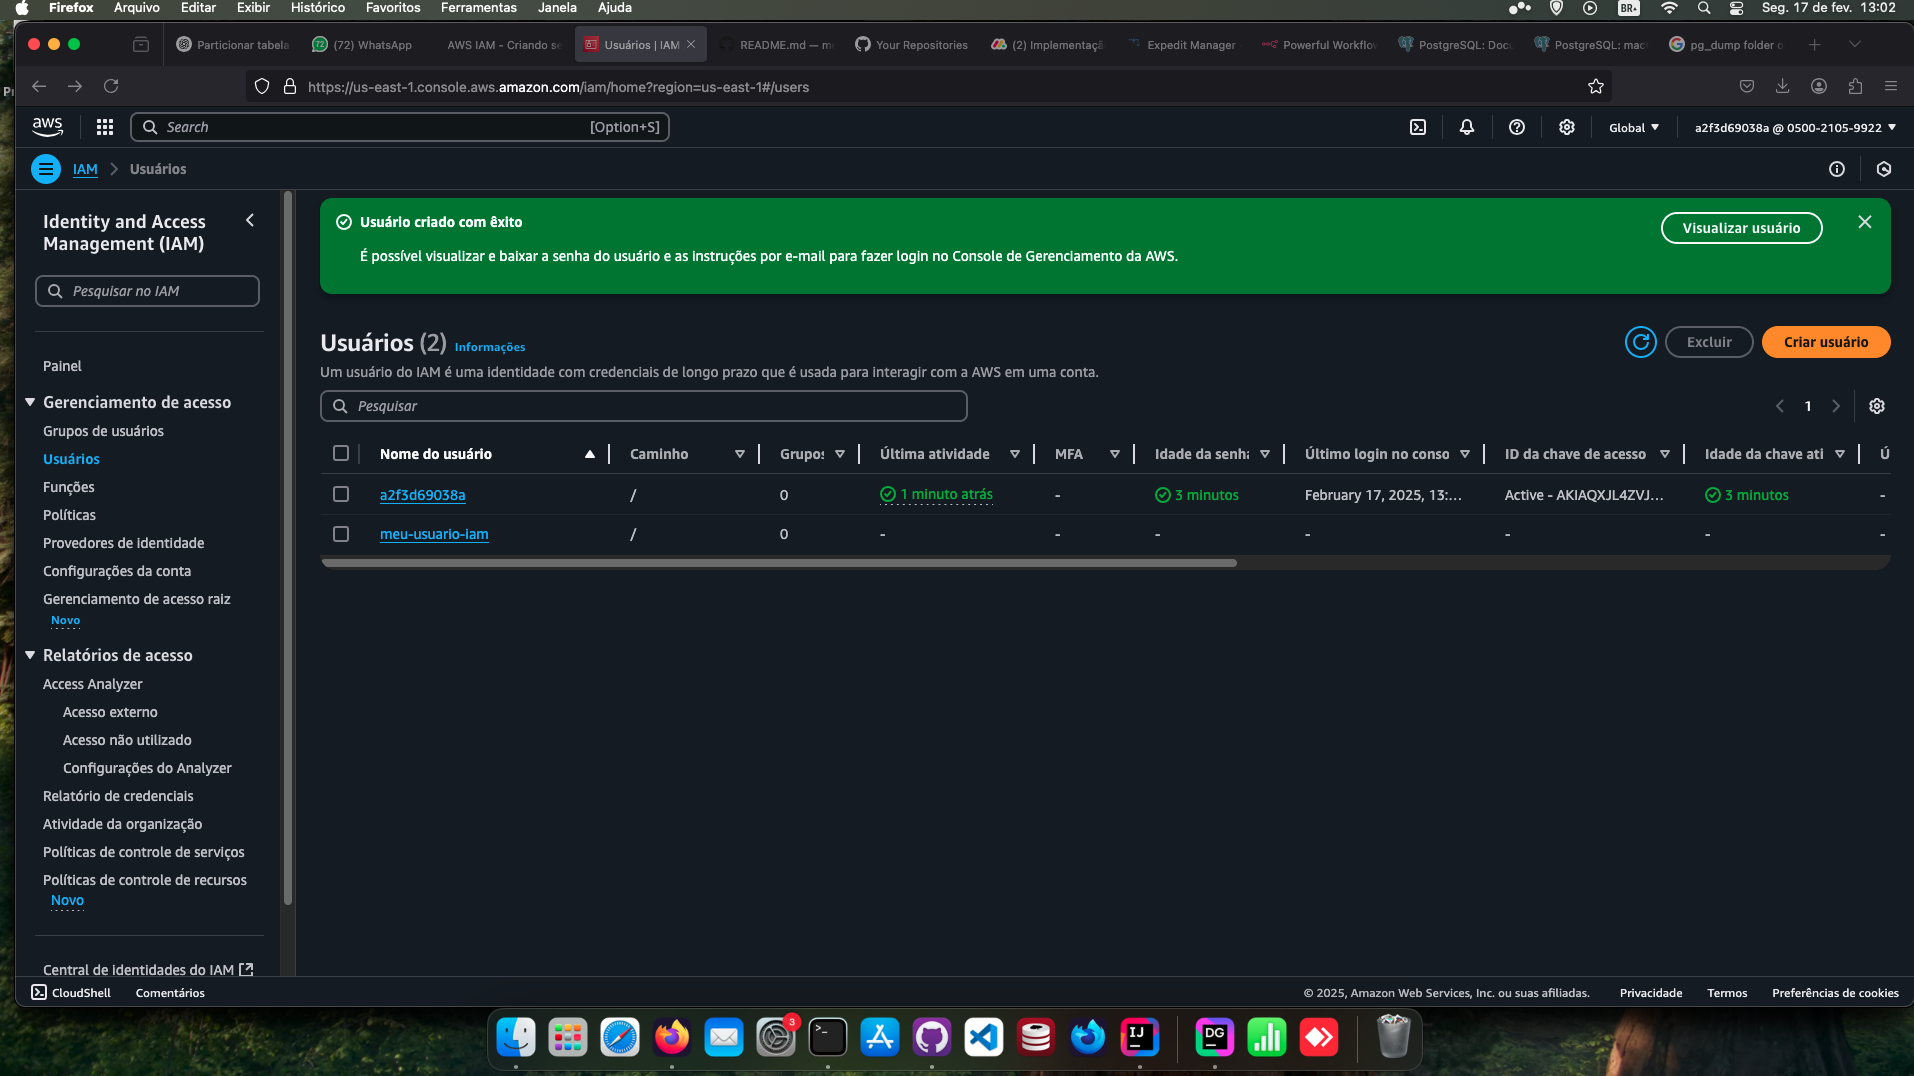 Firefox Arquivo Editar Exibir Histórico Favoritos Ferramentas Janela Ajuda BR Seg. 17 de fev. 13:02
Particionar tabela (72) WhatsApp AWS IAM - Criando se Usuários | IAM README.md — m Your Repositories (2) Implementaçã Expedit Manager Powerful Workflov PostgreSQL: Docu PostgreSQL: mac pg_dump folder o
https://us-east-1.console.aws.amazon.com/iam/home?region=us-east-1#/users
aws Search [Option+S] Global a2f3d69038a @ 0500-2105-9922
IAM Usuários
Identity and Access Management (IAM)
Pesquisar no IAM
Painel
Gerenciamento de acesso
Grupos de usuários
Usuários
Funções
Políticas
Provedores de identidade
Configurações da conta
Gerenciamento de acesso raiz
Novo
Relatórios de acesso
Access Analyzer
Acesso externo
Acesso não utilizado
Configurações do Analyzer
Relatório de credenciais
Atividade da organização
Políticas de controle de serviços
Políticas de controle de recursos
Novo
Central de identidades do IAM
Usuário criado com êxito
É possível visualizar e baixar a senha do usuário e as instruções por e-mail para fazer login no Console de Gerenciamento da AWS.
Visualizar usuário
Usuários (2) Informações
Excluir Criar usuário
Um usuário do IAM é uma identidade com credenciais de longo prazo que é usada para interagir com a AWS em uma conta.
Pesquisar
1
Nome do usuário Caminho Grupos Última atividade MFA Idade da senha Último login no conso ID da chave de acesso Idade da chave ati Ú
a2f3d69038a / 0 1 minuto atrás - 3 minutos February 17, 2025, 13:... Active - AKIAQXJL4ZVJ... 3 minutos -
meu-usuario-iam / 0 - - - - - - -
CloudShell Comentários © 2025, Amazon Web Services, Inc. ou suas afiliadas. Privacidade Termos Preferências de cookies
3
IJ
DG